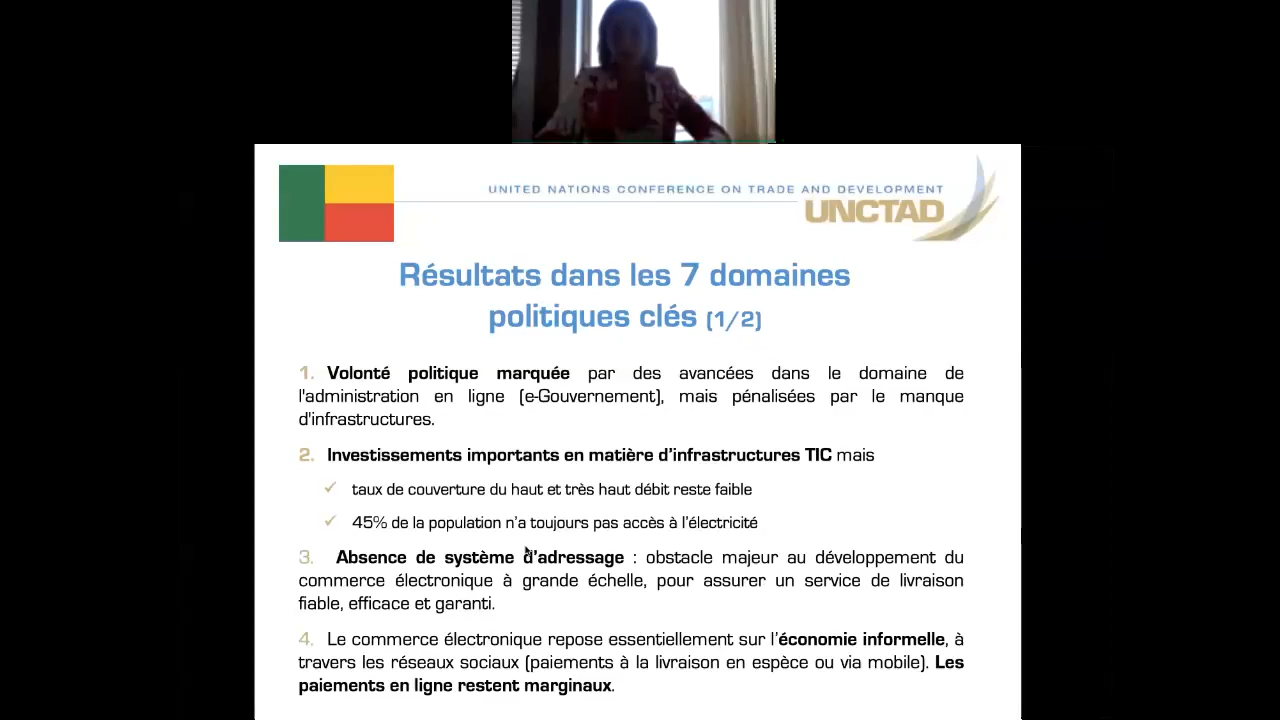 UNITED NATIONS CONFERENCE ON TRADE AND DEVELOPMENT
UNCTAD
Résultats dans les 7 domaines
politiques clés (1/2)
1. Volonté politique marquée par des avancées dans le domaine de
l'administration en ligne (e-Gouvernement), mais pénalisées par le manque
d'infrastructures.
2. Investissements importants en matière d'infrastructures TIC mais
✓ taux de couverture du haut et très haut débit reste faible
✓ 45% de la population n'a toujours pas accès à l'électricité
3. Absence de système d'adressage : obstacle majeur au développement du
commerce électronique à grande échelle, pour assurer un service de livraison
fiable, efficace et garanti.
4. Le commerce électronique repose essentiellement sur l'économie informelle, à
travers les réseaux sociaux (paiements à la livraison en espèce ou via mobile). Les
paiements en ligne restent marginaux.